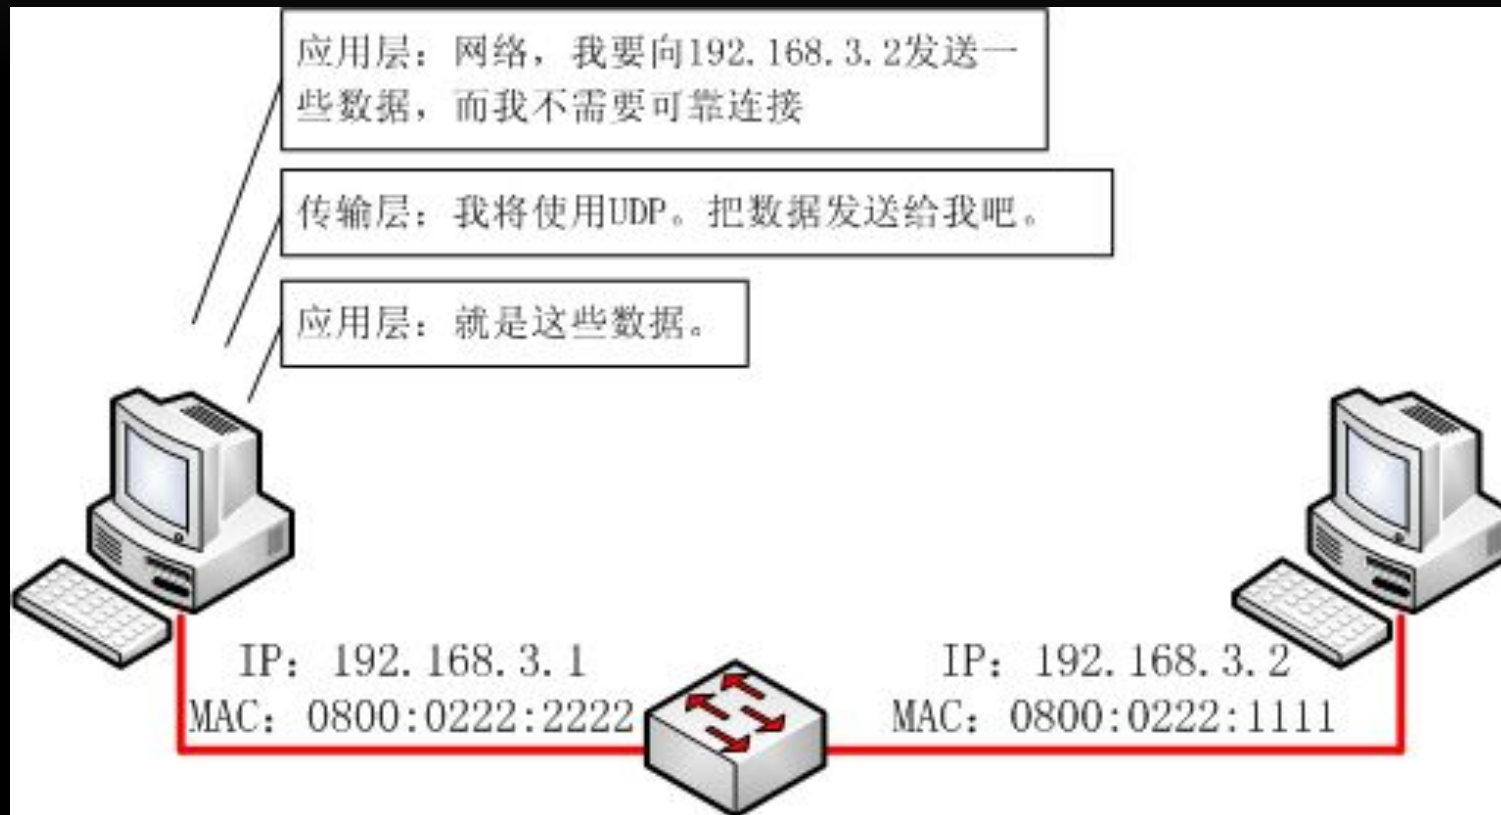 应用层：网络，我要向192.168.3.2发送一
些数据，而我不需要可靠连接
传输层：我将使用UDP。把数据发送给我吧。
应用层：就是这些数据。
IP：192.168.3.1
MAC：0800:0222:2222
IP：192.168.3.2
MAC：0800:0222:1111